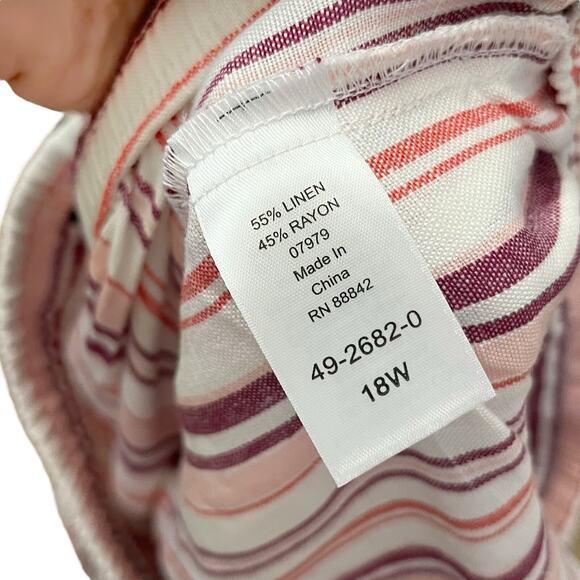 55% LINEN
45% RAYON
07979
Made In
China
RN 88842
49-2682-0
18W